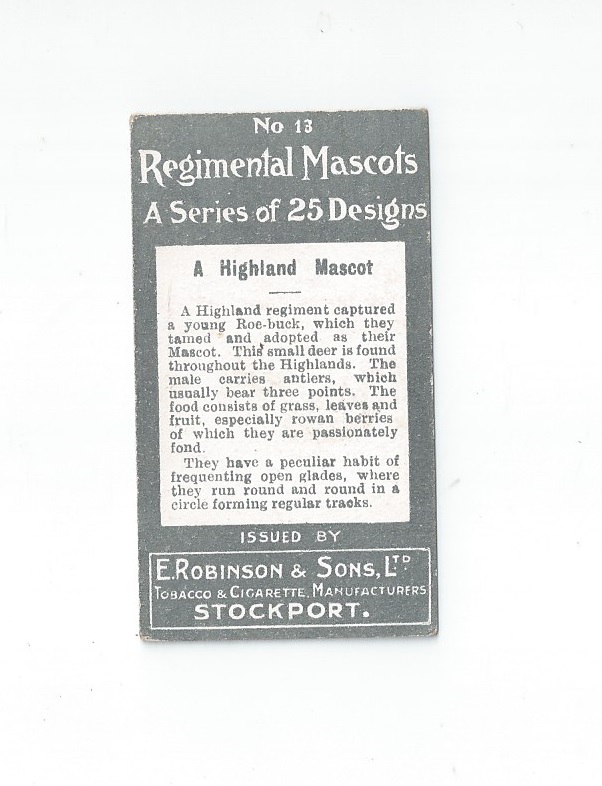 No 13
Regimental Mascots
A Series of 25 Designs
A Highland Mascot
A Highland regiment captured
a young Roe-buck, which they
tamed and adopted as their
Mascot. This small deer is found
throughout the Highlands. The
male carries antlers, which
usually bear three points. The
food consists of grass, leaves and
fruit, especially rowan berries
of which they are passionately
fond.
They have a peculiar habit of
frequenting open glades, where
they run round and round in a
circle forming regular tracks.
ISSUED BY
E. ROBINSON & SONS, LTD.
TOBACCO & CIGARETTE MANUFACTURERS
STOCKPORT.